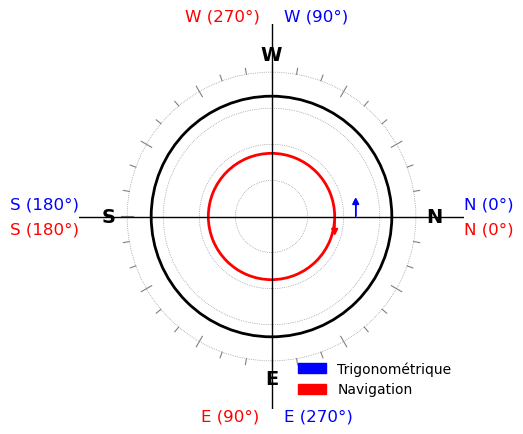 W (270°) W (90°)
W
S (180°)
S (180°)
S
N
N (0°)
N (0°)
E
Trigonométrique
Navigation
E (90°) E (270°)